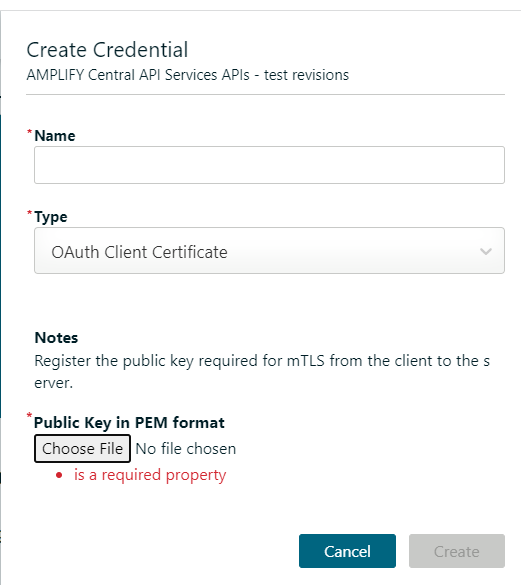 Create Credential
AMPLIFY Central API Services APIs - test revisions
*Name
*Type
OAuth Client Certificate
Notes
Register the public key required for mTLS from the client to the s
erver.
*Public Key in PEM format
Choose File No file chosen
• is a required property
Cancel Create